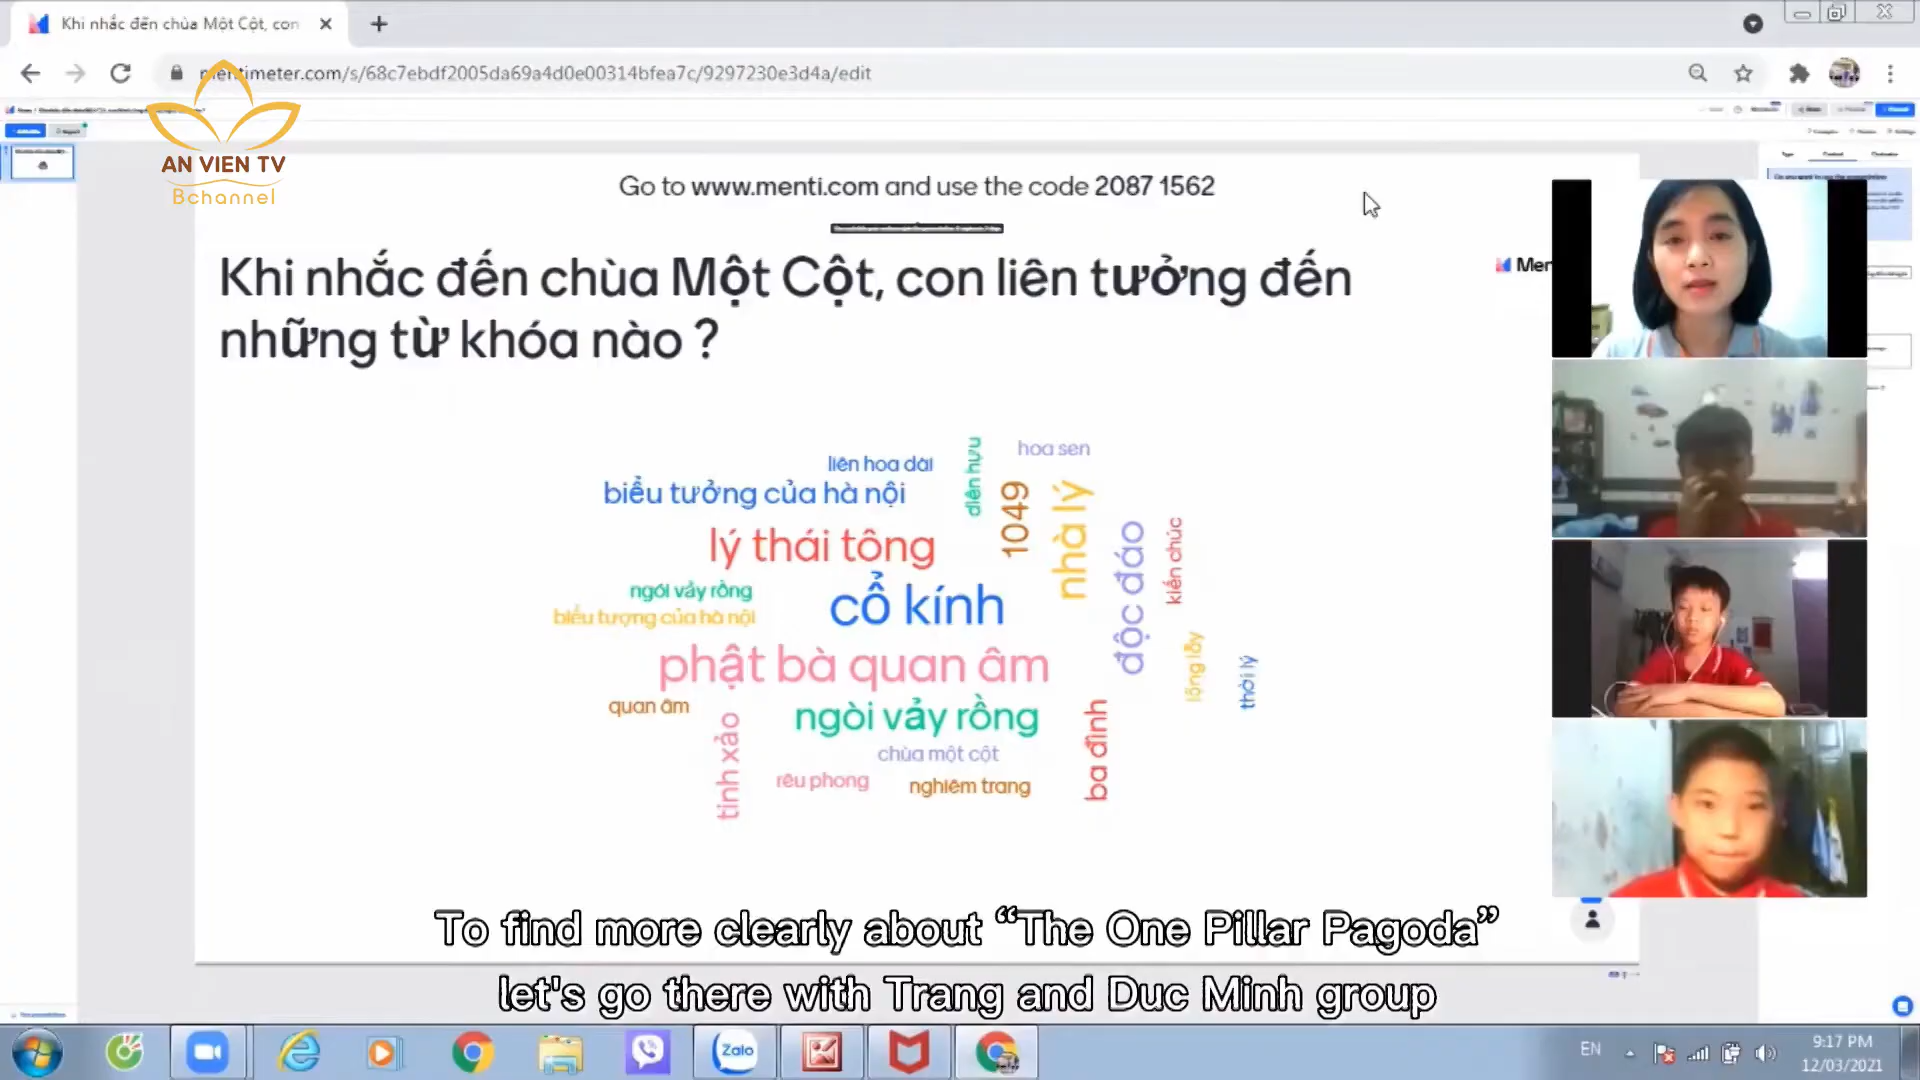 Khi nhắc đến chùa Một Cột, con
mentimeter.com/s/68c7ebdf2005da69a4d0e00314bfea7c/9297230e3d4a/edit
AN VIEN TV
Bchannel
Go to www.menti.com and use the code 2087 1562
Khi nhắc đến chùa Một Cột, con liên tưởng đến
những từ khóa nào ?
Men
liên hoa dài
diên hựu
hoa sen
biểu tưởng của hà nội
1049
nhà lý
lý thái tông
độc đáo
kiến chúc
ngói vảy rồng
biểu tượng của hà nội
cổ kính
phật bà quan âm
lộng lẫy
thời lý
quan âm
tinh xảo
ngòi vảy rồng
ba đình
chùa một cột
rêu phong
nghiêm trang
To find more clearly about “The One Pillar Pagoda”
let's go there with Trang and Duc Minh group
Zalo
EN
9:17 PM
12/03/2021